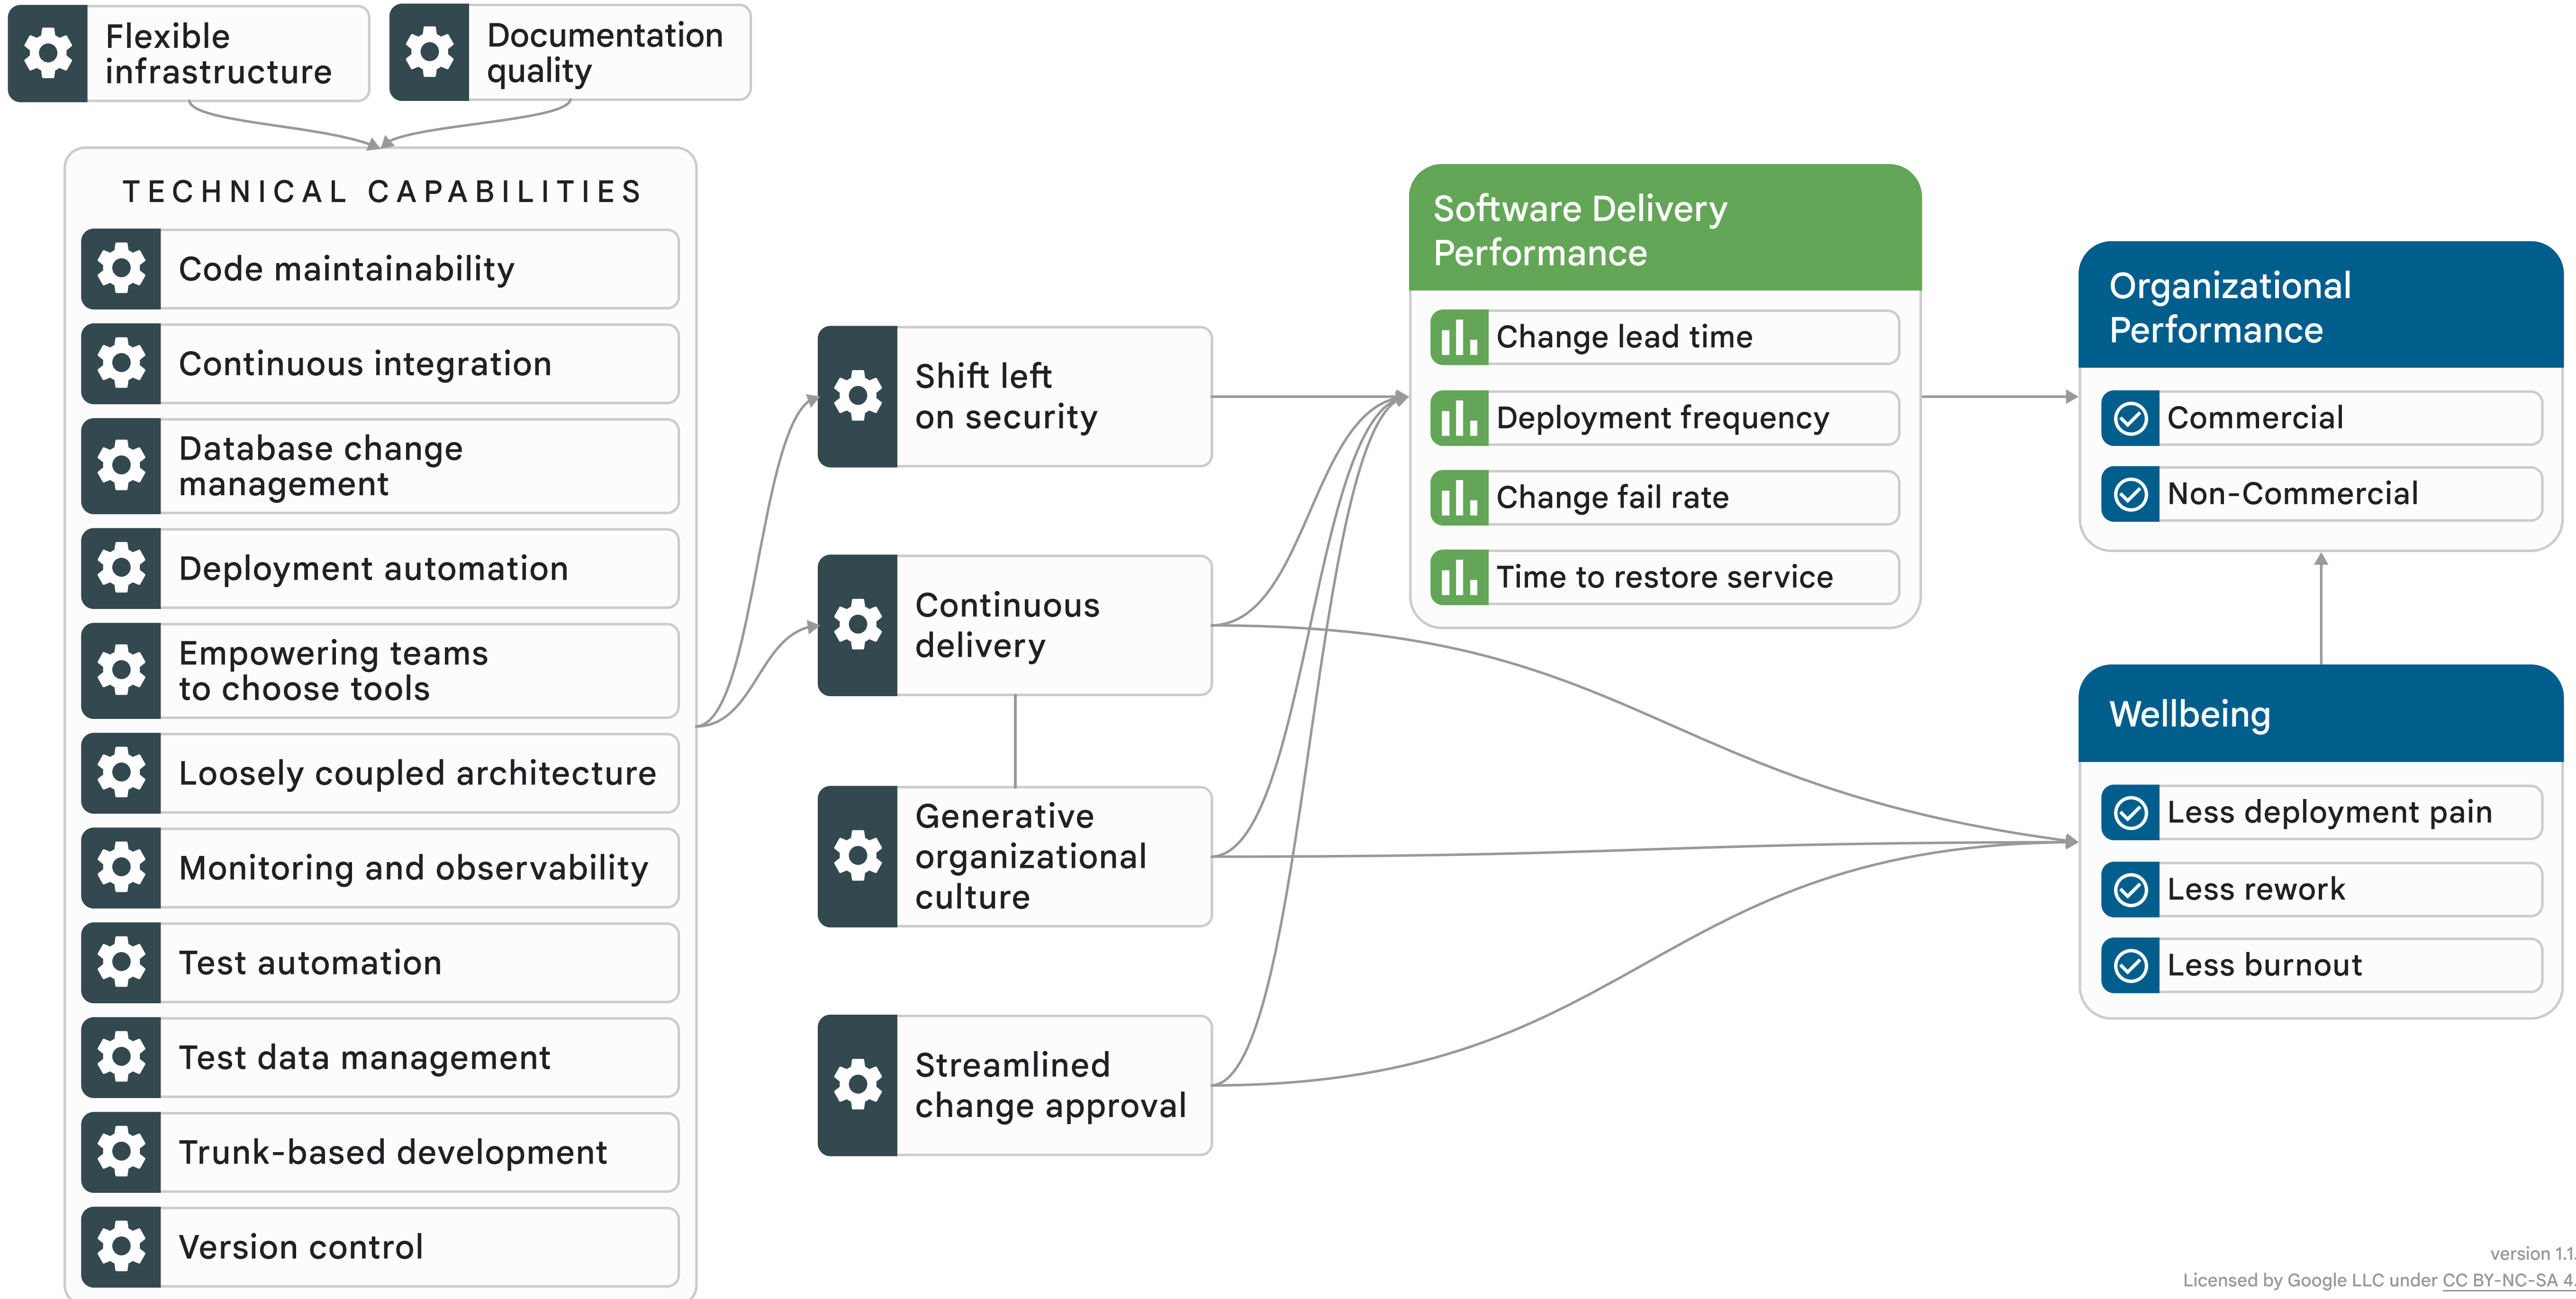 Flexible
infrastructure
Documentation
quality
TECHNICAL CAPABILITIES
Code maintainability
Continuous integration
Database change
management
Deployment automation
Empowering teams
to choose tools
Loosely coupled architecture
Monitoring and observability
Test automation
Test data management
Trunk-based development
Version control
Shift left
on security
Continuous
delivery
Generative
organizational
culture
Streamlined
change approval
Software Delivery
Performance
Change lead time
Deployment frequency
Change fail rate
Time to restore service
Organizational
Performance
Commercial
Non-Commercial
Wellbeing
Less deployment pain
Less rework
Less burnout
version 1.1.
Licensed by Google LLC under CC BY-NC-SA 4.